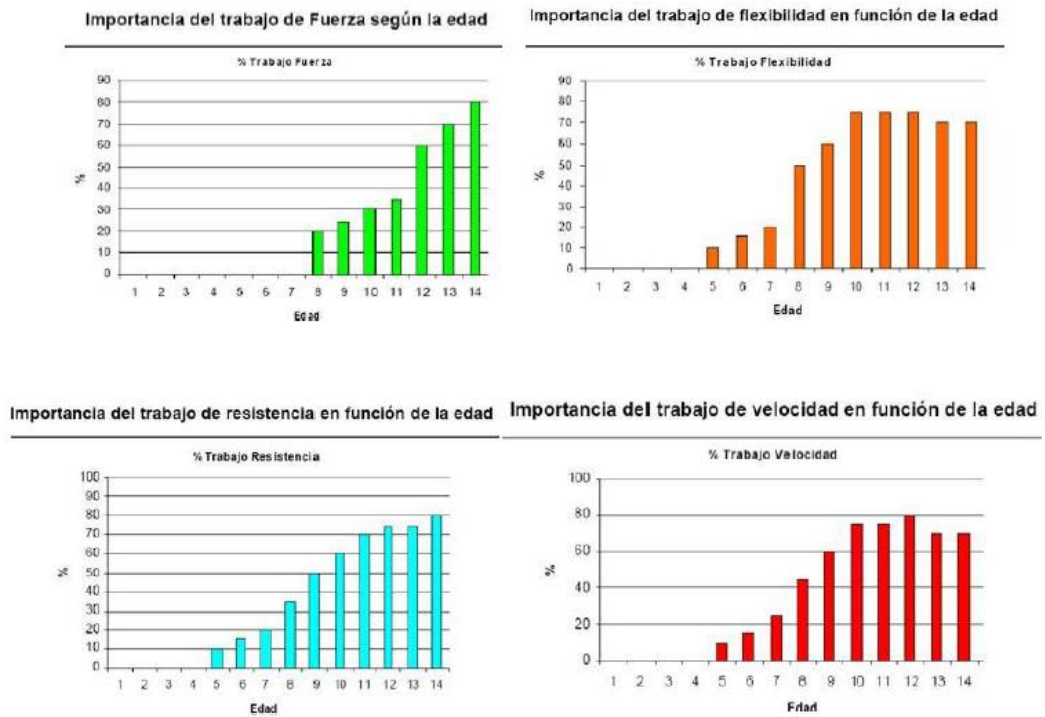 Importancia del trabajo de Fuerza según la edad
% Trabajo Fuerza
90
80
70
60
50
40
30
20
10
0
%
1 2 3 4 5 6 7 8 9 10 11 12 13 14
Edad
Importancia del trabajo de flexibilidad en función de la edad
% Trabajo Flexibilidad
90
80
70
60
50
40
30
20
10
0
%
1 2 3 4 5 6 7 8 9 10 11 12 13 14
Edad
Importancia del trabajo de resistencia en función de la edad
% Trabajo Resistencia
100
90
80
70
60
50
40
30
20
10
0
%
1 2 3 4 5 6 7 8 9 10 11 12 13 14
Edad
Importancia del trabajo de velocidad en función de la edad
% Trabajo Velocidad
100
80
60
40
20
0
%
1 2 3 4 5 6 7 8 9 10 11 12 13 14
Edad